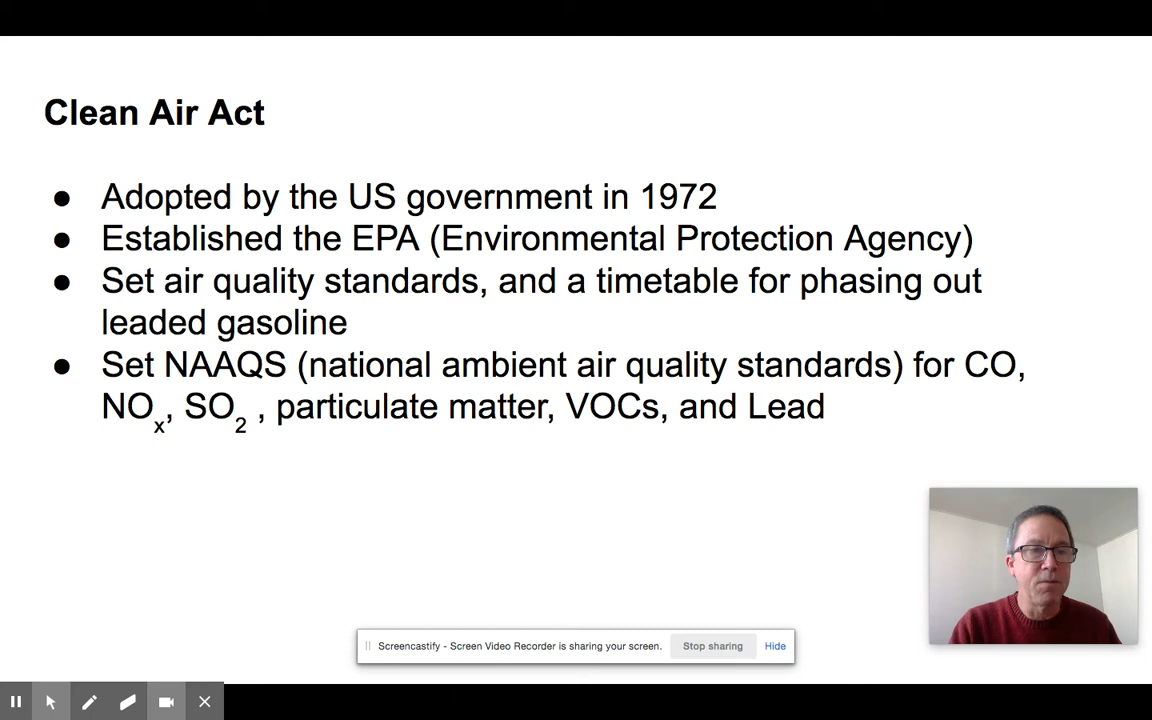 Clean Air Act
● Adopted by the US government in 1972
● Established the EPA (Environmental Protection Agency)
● Set air quality standards, and a timetable for phasing out
leaded gasoline
● Set NAAQS (national ambient air quality standards) for CO,
NOx, SO2 , particulate matter, VOCs, and Lead
Screencastify - Screen Video Recorder is sharing your screen. Stop sharing Hide